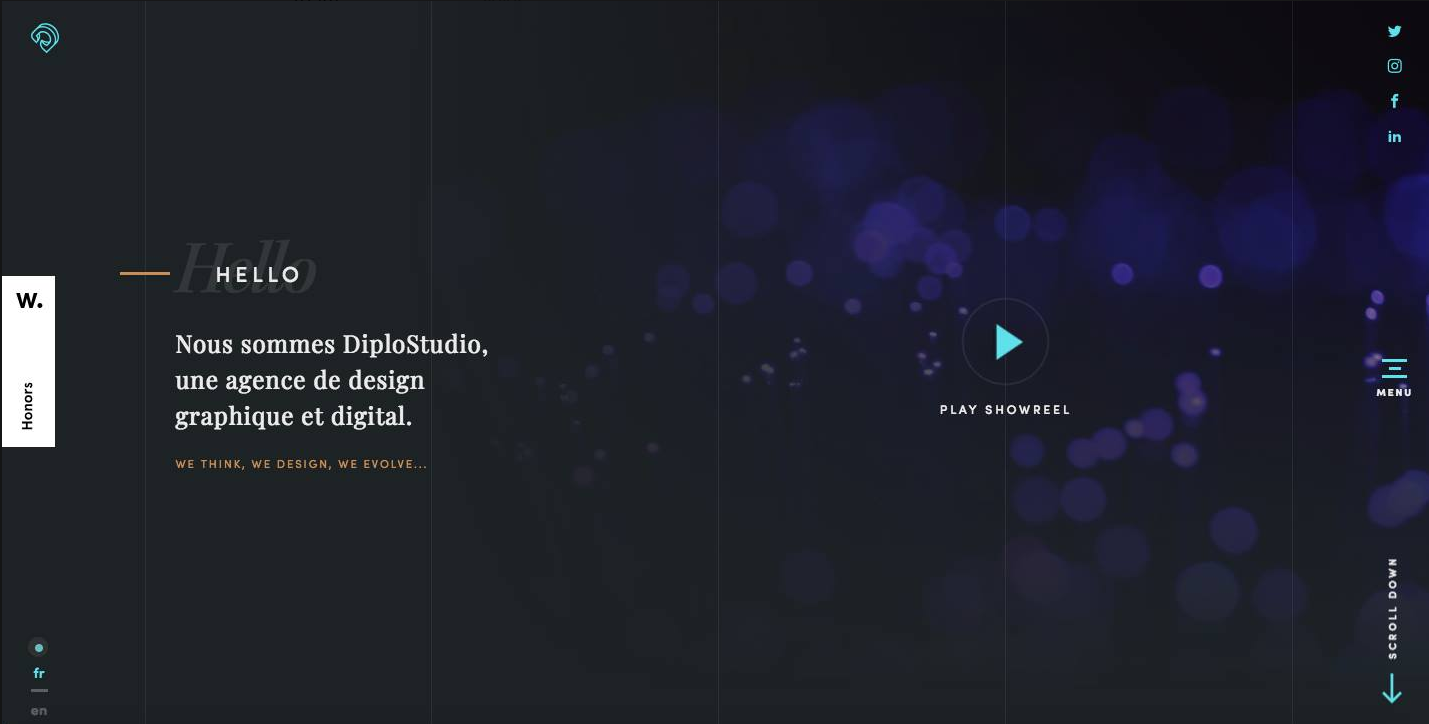 Hello
HELLO
W.
Honors
Nous sommes DiploStudio,
une agence de design
graphique et digital.
WE THINK, WE DESIGN, WE EVOLVE...
PLAY SHOWREEL
MENU
SCROLL DOWN
fr
en